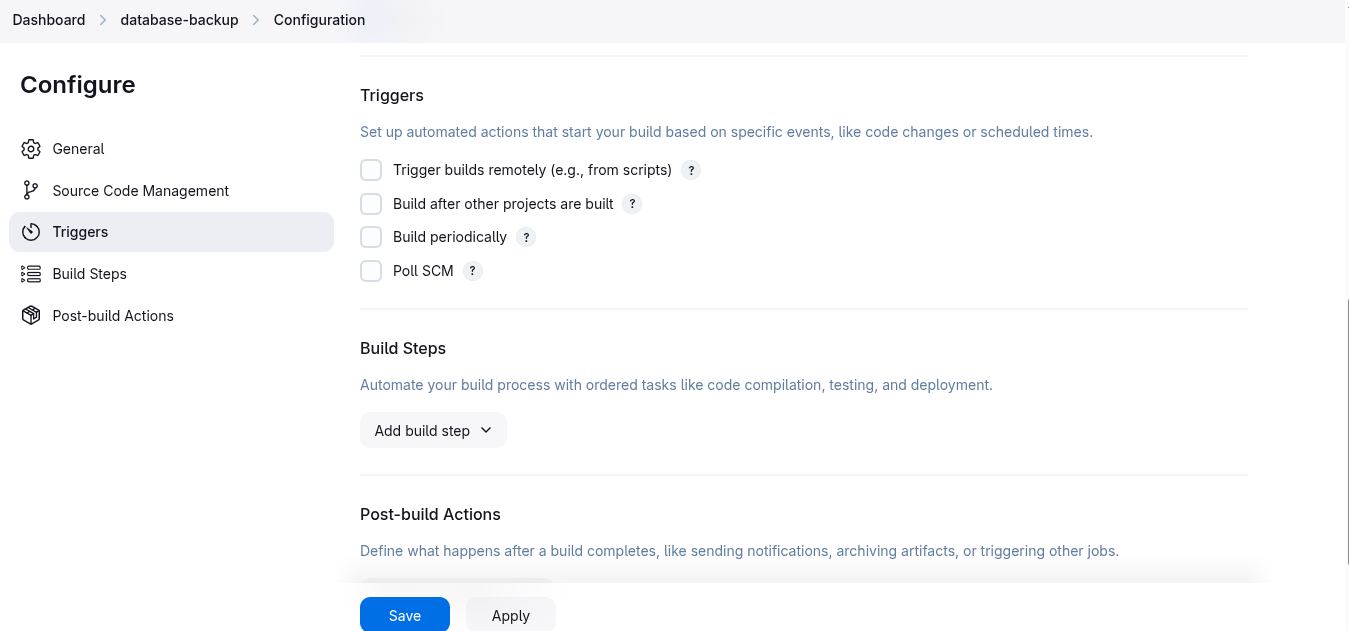 Dashboard > database-backup > Configuration
Configure
General
Source Code Management
Triggers
Build Steps
Post-build Actions
Triggers
Set up automated actions that start your build based on specific events, like code changes or scheduled times.
Trigger builds remotely (e.g., from scripts) ?
Build after other projects are built ?
Build periodically ?
Poll SCM ?
Build Steps
Automate your build process with ordered tasks like code compilation, testing, and deployment.
Add build step
Post-build Actions
Define what happens after a build completes, like sending notifications, archiving artifacts, or triggering other jobs.
Save Apply